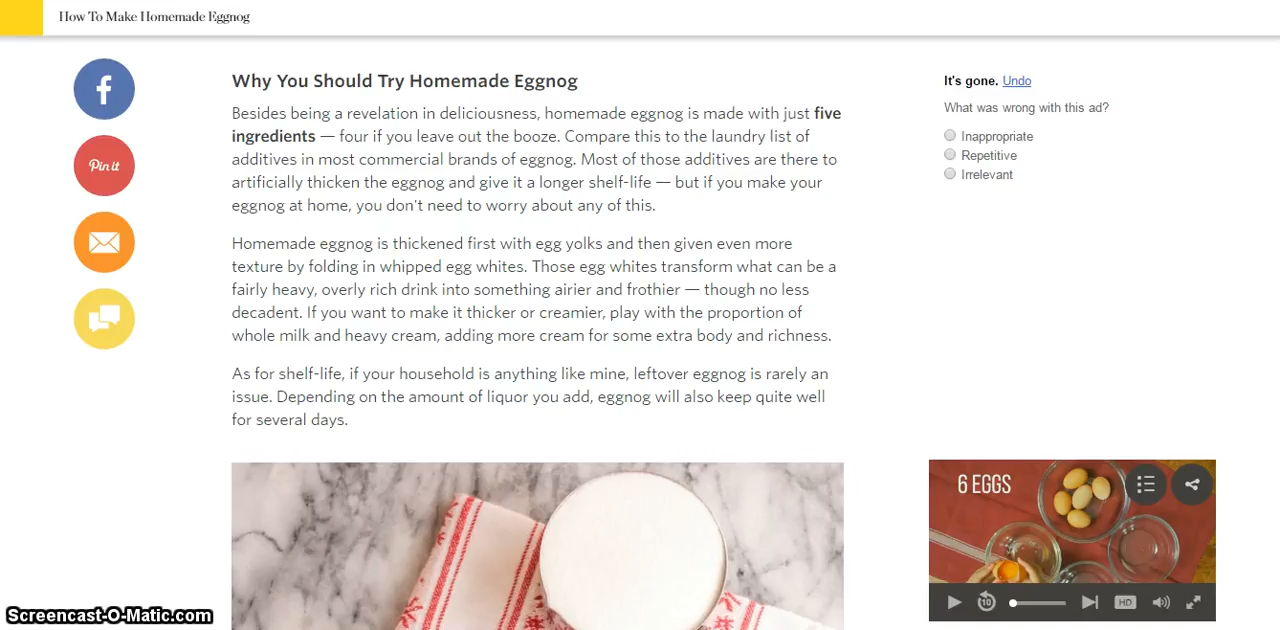 How To Make Homemade Eggnog
Why You Should Try Homemade Eggnog
Besides being a revelation in deliciousness, homemade eggnog is made with just five
ingredients — four if you leave out the booze. Compare this to the laundry list of
additives in most commercial brands of eggnog. Most of those additives are there to
artificially thicken the eggnog and give it a longer shelf-life — but if you make your
eggnog at home, you don't need to worry about any of this.
Homemade eggnog is thickened first with egg yolks and then given even more
texture by folding in whipped egg whites. Those egg whites transform what can be a
fairly heavy, overly rich drink into something airier and frothier — though no less
decadent. If you want to make it thicker or creamier, play with the proportion of
whole milk and heavy cream, adding more cream for some extra body and richness.
As for shelf-life, if your household is anything like mine, leftover eggnog is rarely an
issue. Depending on the amount of liquor you add, eggnog will also keep quite well
for several days.
f
Pin it
It's gone. Undo
What was wrong with this ad?
Inappropriate
Repetitive
Irrelevant
6 EGGS
10
HD
Screencast-O-Matic.com